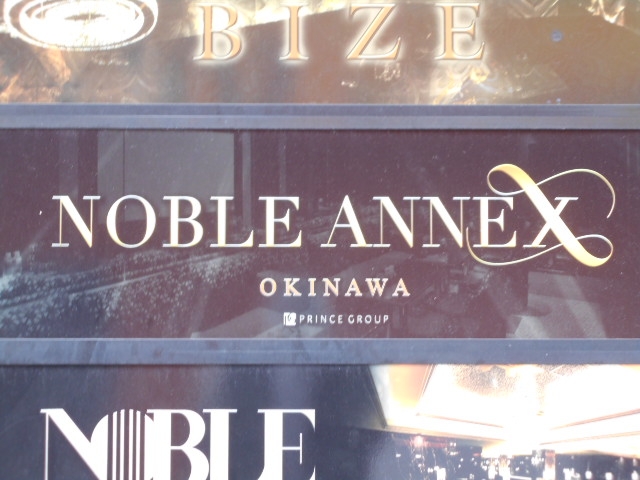 BIZE
NOBLE ANNEX
OKINAWA
PRINCE GROUP
NOBLE